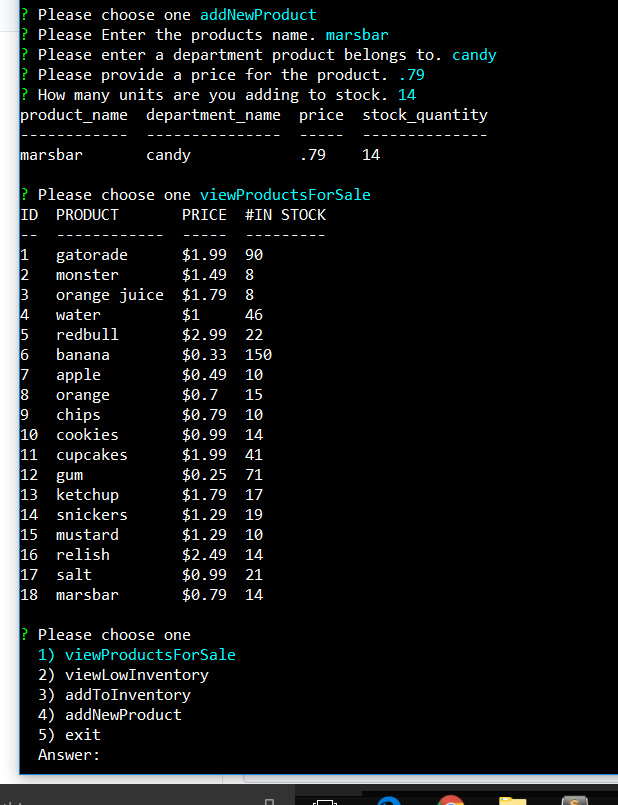 ? Please choose one addNewProduct
? Please Enter the products name. marsbar
? Please enter a department product belongs to. candy
? Please provide a price for the product. .79
? How many units are you adding to stock. 14
product_name  department_name  price  stock_quantity
------------  ---------------  -----  --------------
marsbar       candy            .79    14
? Please choose one viewProductsForSale
ID  PRODUCT       PRICE  #IN STOCK
--  ------------  -----  ---------
1   gatorade      $1.99  90
2   monster       $1.49  8
3   orange juice  $1.79  8
4   water         $1     46
5   redbull       $2.99  22
6   banana        $0.33  150
7   apple         $0.49  10
8   orange        $0.7   15
9   chips         $0.79  10
10  cookies       $0.99  14
11  cupcakes      $1.99  41
12  gum           $0.25  71
13  ketchup       $1.79  17
14  snickers      $1.29  19
15  mustard       $1.29  10
16  relish        $2.49  14
17  salt          $0.99  21
18  marsbar       $0.79  14
? Please choose one
1) viewProductsForSale
2) viewLowInventory
3) addToInventory
4) addNewProduct
5) exit
Answer: